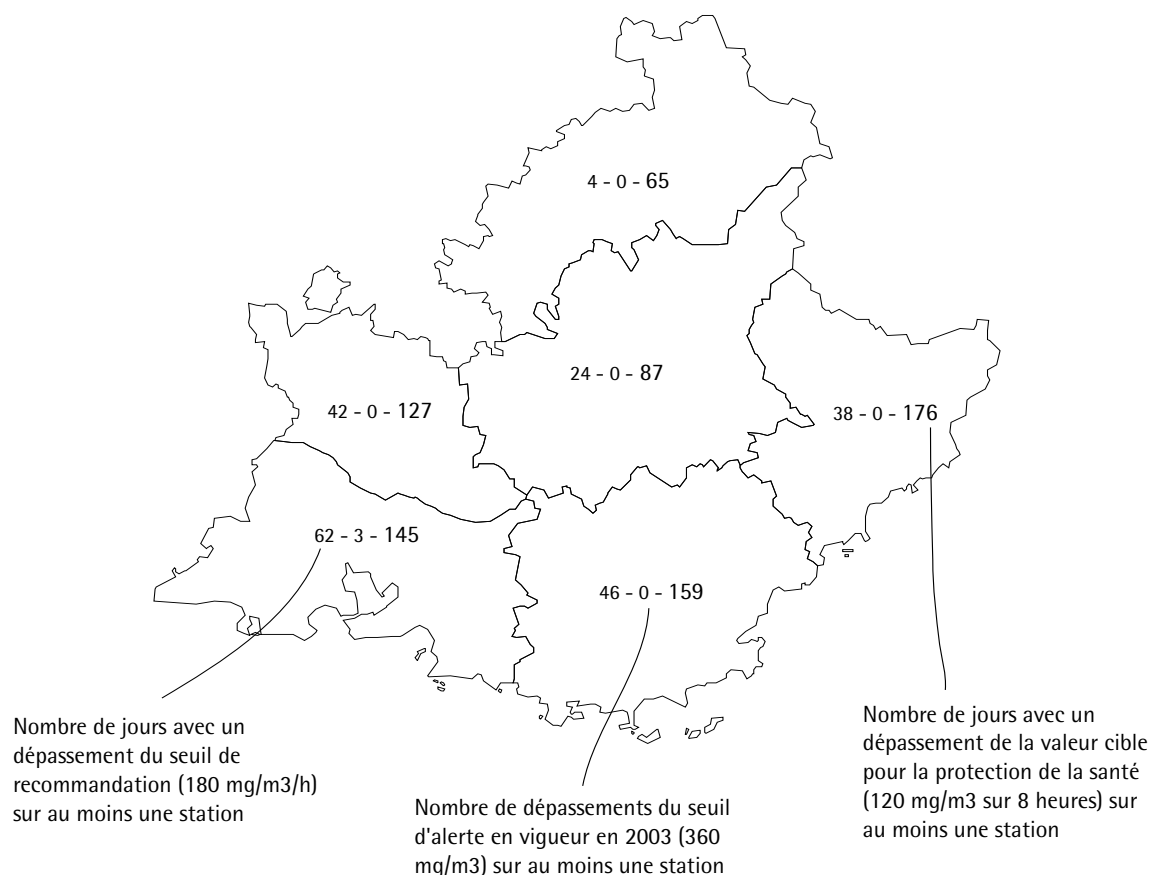 4 - 0 - 65
24 - 0 - 87
42 - 0 - 127
38 - 0 - 176
62 - 3 - 145
46 - 0 - 159
Nombre de jours avec un
dépassement du seuil de
recommandation (180 mg/m3/h)
sur au moins une station
Nombre de dépassements du seuil
d'alerte en vigueur en 2003 (360
mg/m3) sur au moins une station
Nombre de jours avec un
dépassement de la valeur cible
pour la protection de la santé
(120 mg/m3 sur 8 heures) sur
au moins une station